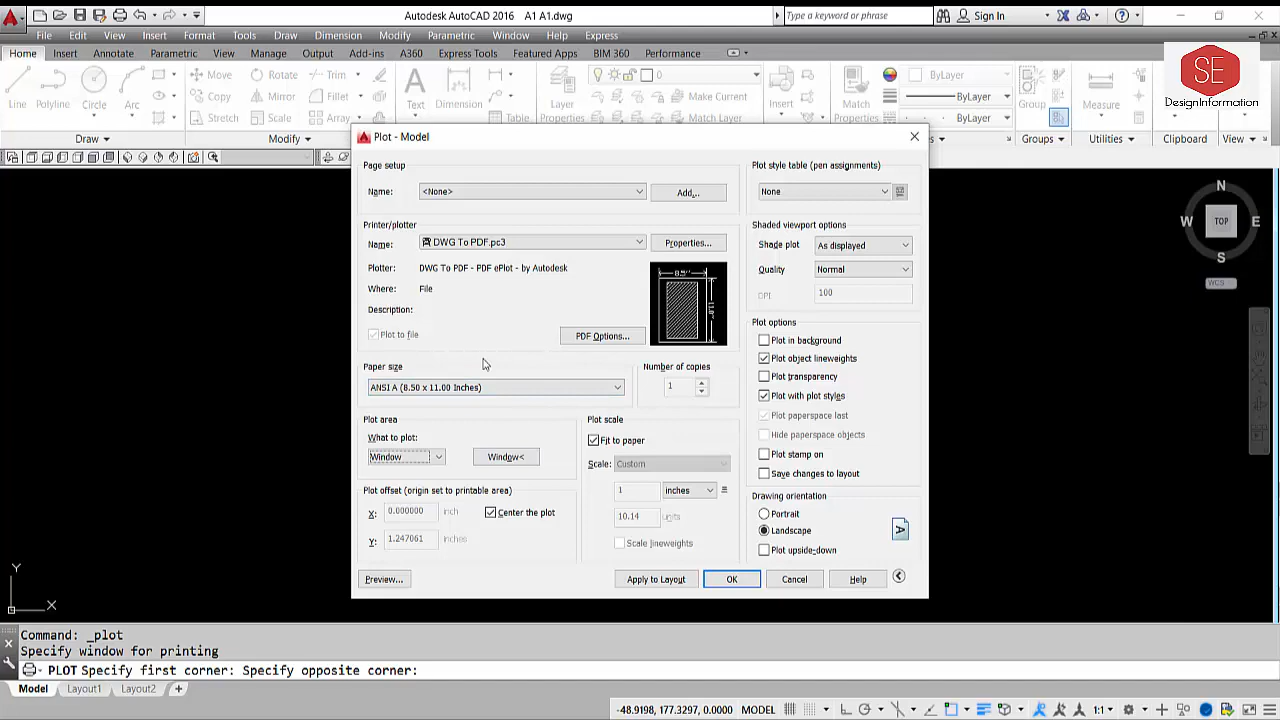 Autodesk AutoCAD 2016 A1 A1.dwg
Type a keyword or phrase
Sign In
File Edit View Insert Format Tools Draw Dimension Modify Parametric Window Help Express
Home Insert Annotate Parametric View Manage Output Add-ins A360 Express Tools Featured Apps BIM 360 Performance
SE
DesignInformation
Line Polyline Circle Arc
Move Rotate Trim
Copy Mirror Fillet
Stretch Scale Array
Text Dimension Table
Layer Properties
0
Make Current
Match Layer
Insert
Match Properties
ByLayer
ByLayer
ByLayer
Group
Measure
Draw Modify Groups Utilities Clipboard View
Plot - Model
Page setup
Name: <None> Add...
Printer/plotter
Name: DWG To PDF.pc3 Properties...
Plotter: DWG To PDF - PDF ePlot - by Autodesk
Where: File
Description:
Plot to file
PDF Options...
8.5''
11.0''
Paper size
ANSI A (8.50 x 11.00 Inches)
Number of copies
1
Plot area
What to plot:
Window Window<
Plot offset (origin set to printable area)
X: 0.000000 inch Center the plot
Y: 1.247061 inches
Plot scale
Fit to paper
Scale: Custom
1 inches =
10.14 units
Scale lineweights
Plot style table (pen assignments)
None
Shaded viewport options
Shade plot As displayed
Quality Normal
DPI 100
Plot options
Plot in background
Plot object lineweights
Plot transparency
Plot with plot styles
Plot paperspace last
Hide paperspace objects
Plot stamp on
Save changes to layout
Drawing orientation
Portrait
Landscape
Plot upside-down
A
Preview... Apply to Layout OK Cancel Help
N
W TOP E
S
WCS
Y
X
Command: _plot
Specify window for printing
PLOT Specify first corner: Specify opposite corner:
Model Layout1 Layout2 +
-48.9198, 177.3297, 0.0000 MODEL 1:1